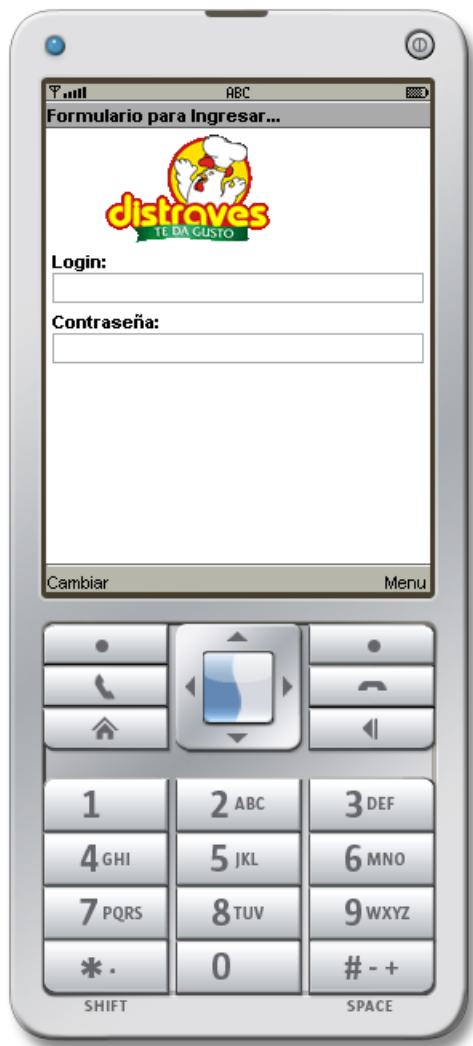 ABC
Formulario para Ingresar...
distraves
TE DA GUSTO
Login:
Contraseña:
Cambiar Menu
1 2 ABC 3 DEF
4 GHI 5 JKL 6 MNO
7 PQRS 8 TUV 9 WXYZ
* . 0 # - +
SHIFT SPACE